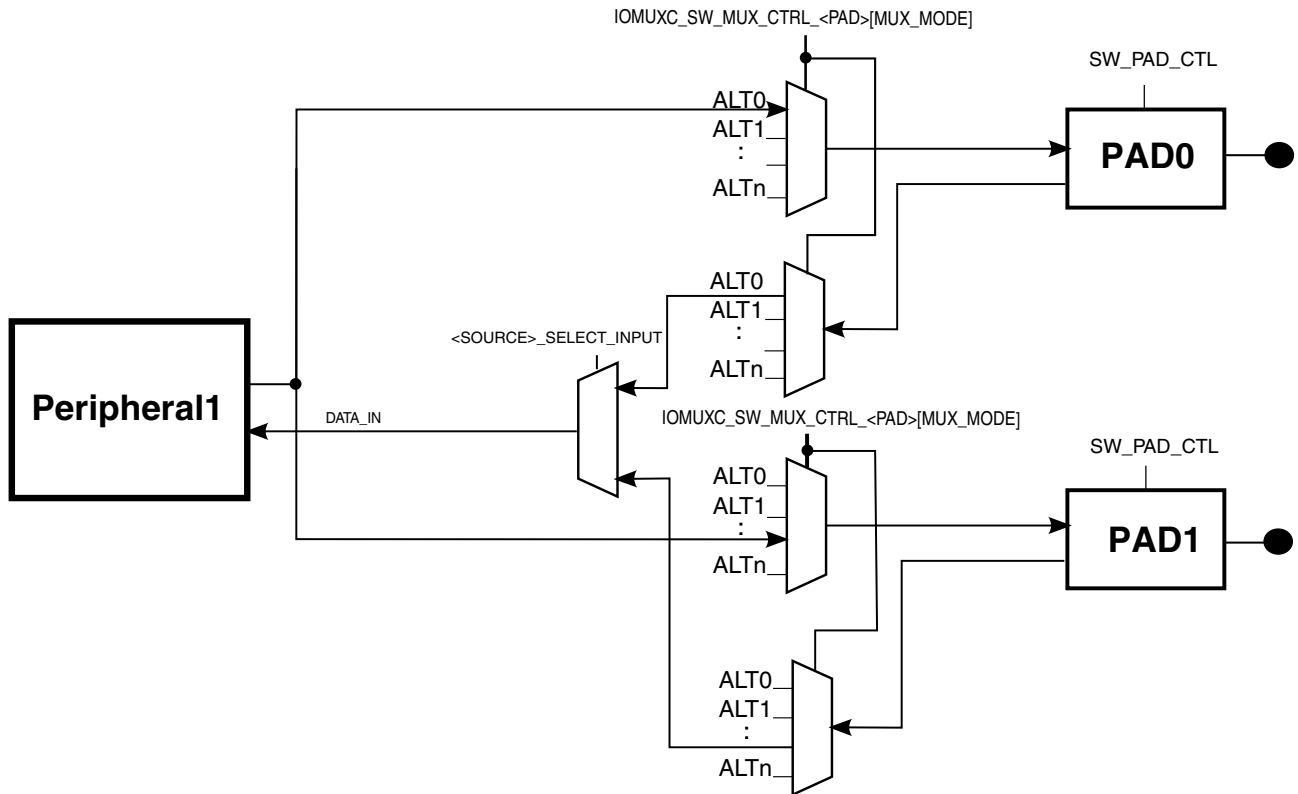 IOMUXC_SW_MUX_CTRL_<PAD>[MUX_MODE]
SW_PAD_CTL
ALT0
ALT1
:
ALTn
PAD0
ALT0
ALT1
:
ALTn
<SOURCE>_SELECT_INPUT
Peripheral1
DATA_IN
IOMUXC_SW_MUX_CTRL_<PAD>[MUX_MODE]
SW_PAD_CTL
ALT0
ALT1
:
ALTn
PAD1
ALT0
ALT1
:
ALTn